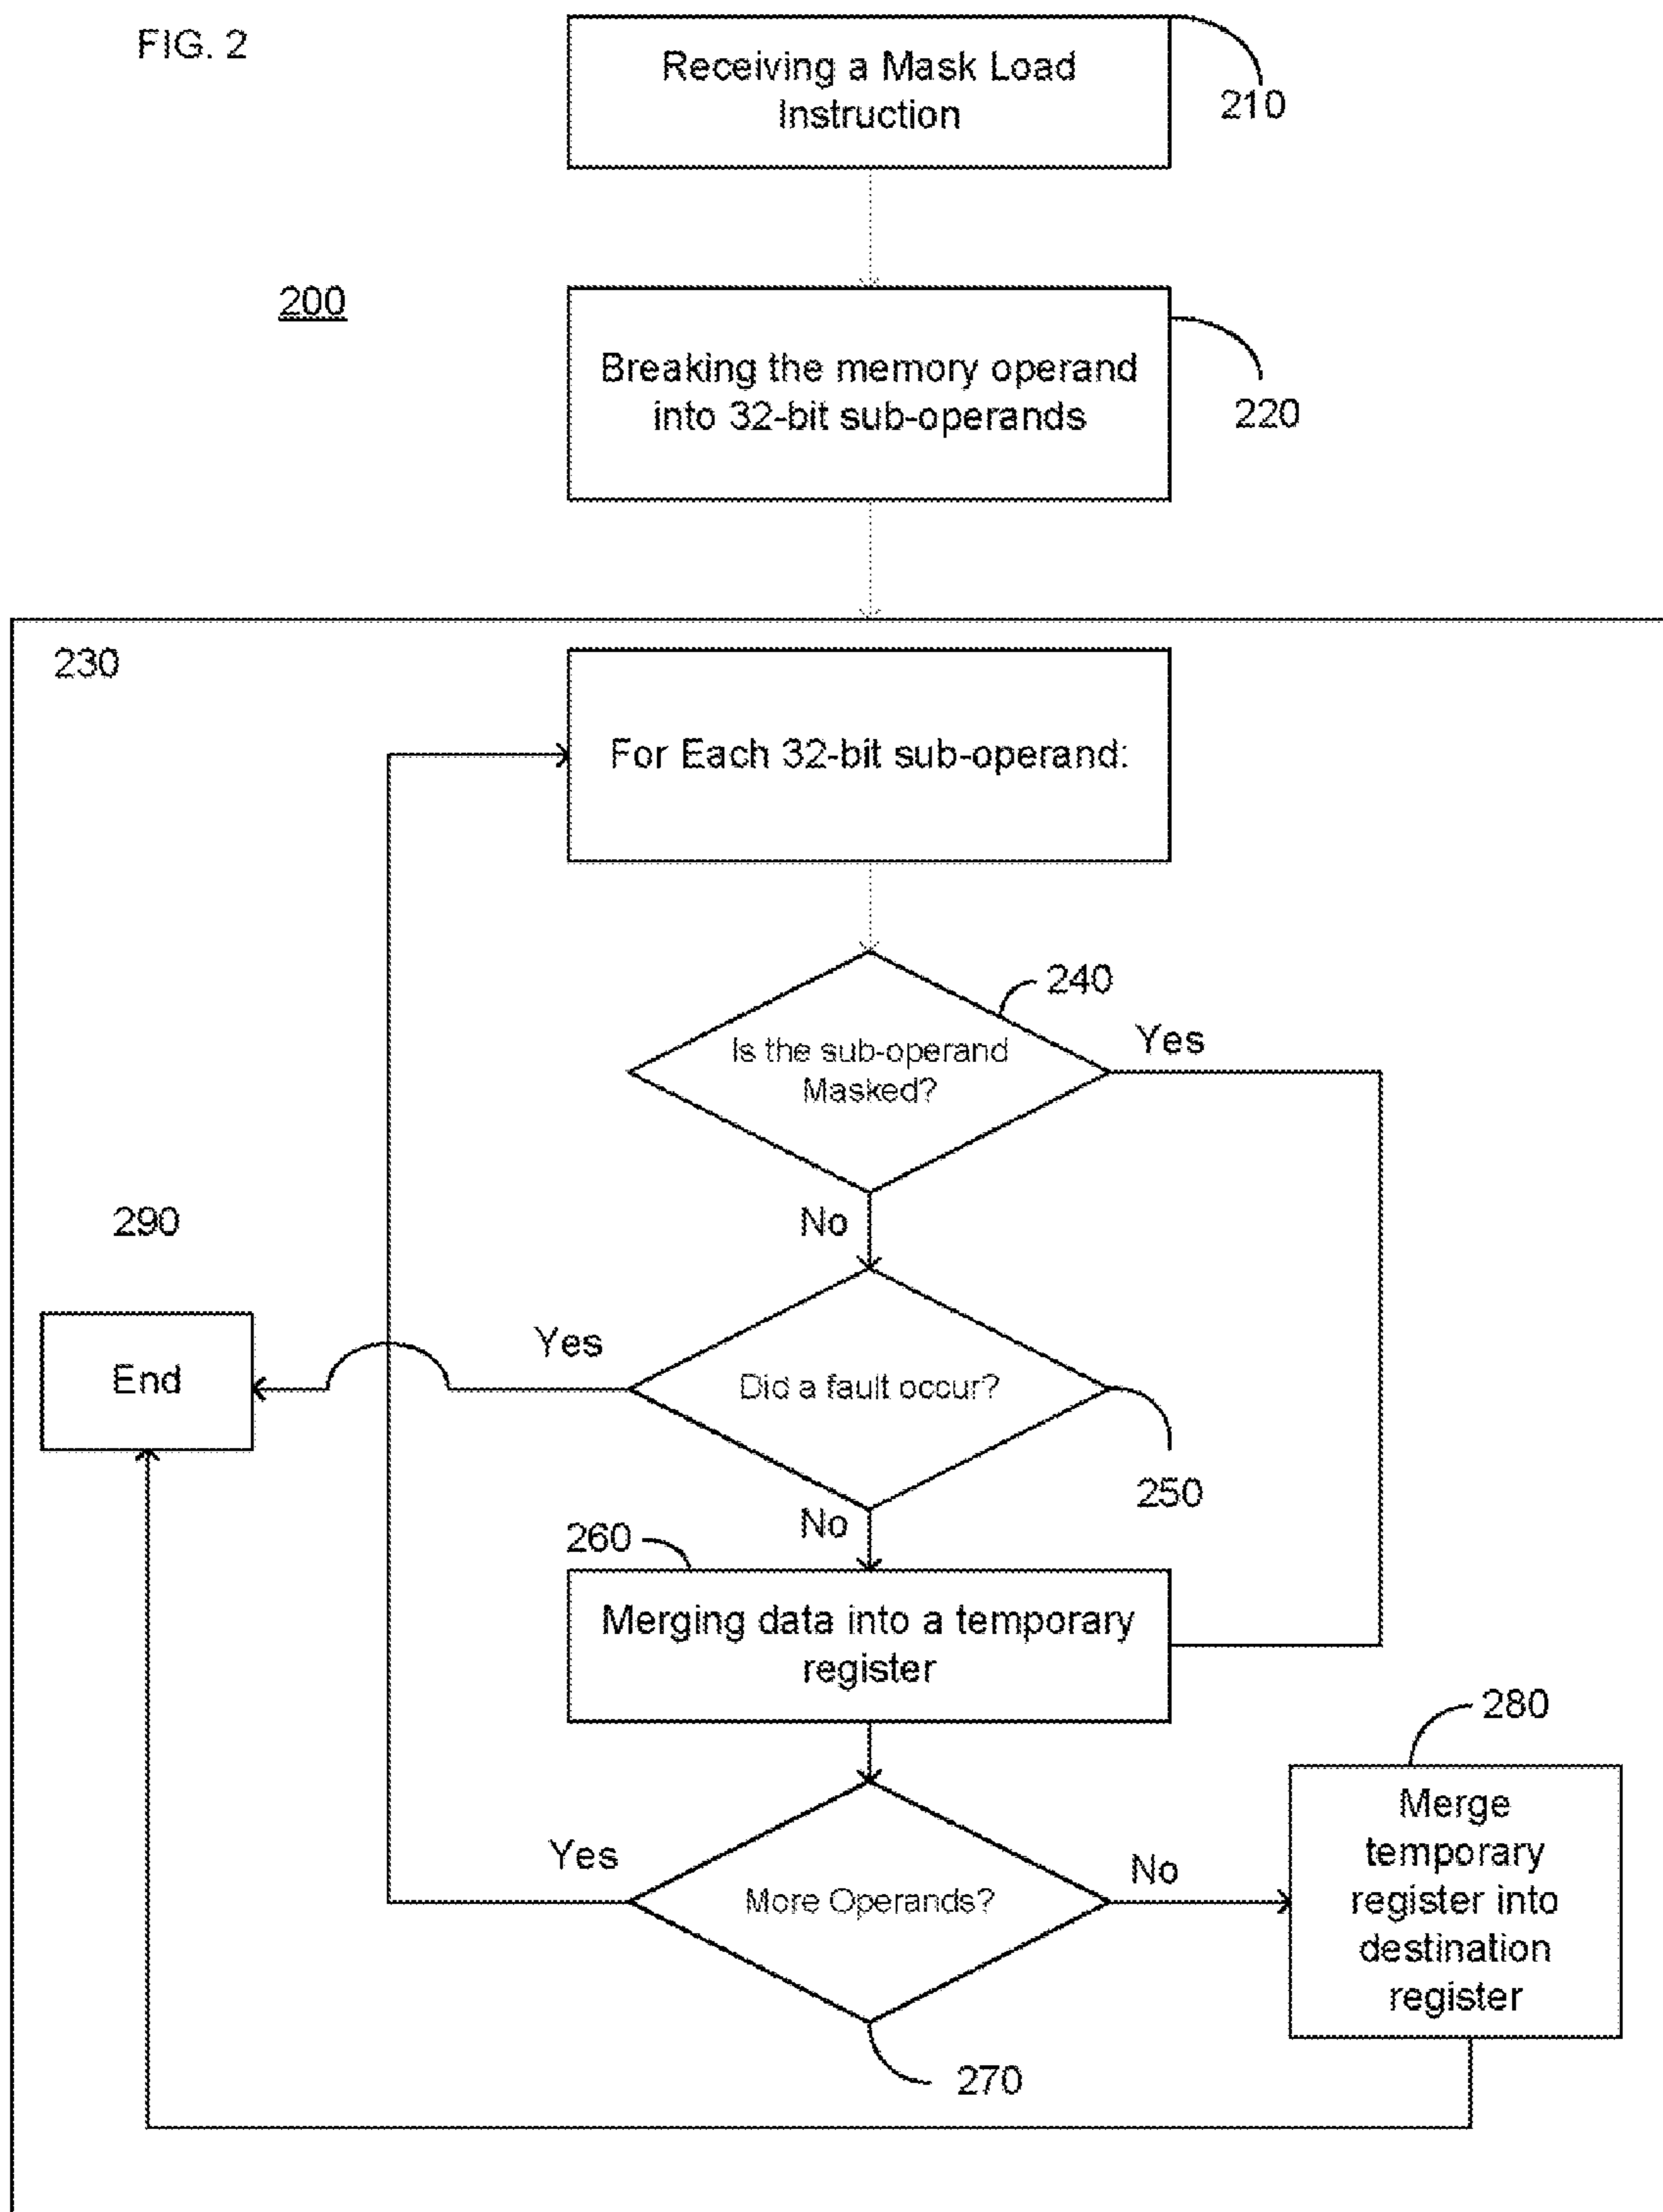 FIG. 2
Receiving a Mask Load
Instruction
210
200
Breaking the memory operand
into 32-bit sub-operands
220
230
For Each 32-bit sub-operand:
240
Is the sub-operand
Masked?
Yes
No
290
End
Yes
Did a fault occur?
250
No
260
Merging data into a temporary
register
280
Merge
temporary
register into
destination
register
Yes
More Operands?
No
270